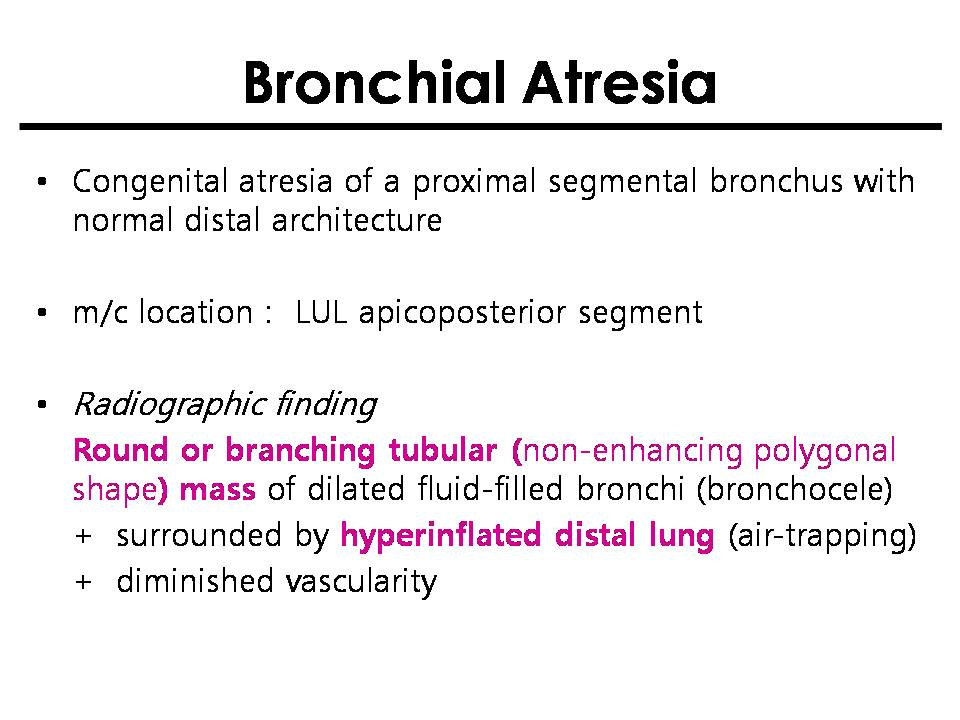 Bronchial Atresia
• Congenital atresia of a proximal segmental bronchus with
normal distal architecture
• m/c location : LUL apicoposterior segment
• Radiographic finding
Round or branching tubular (non-enhancing polygonal
shape) mass of dilated fluid-filled bronchi (bronchocele)
+ surrounded by hyperinflated distal lung (air-trapping)
+ diminished vascularity